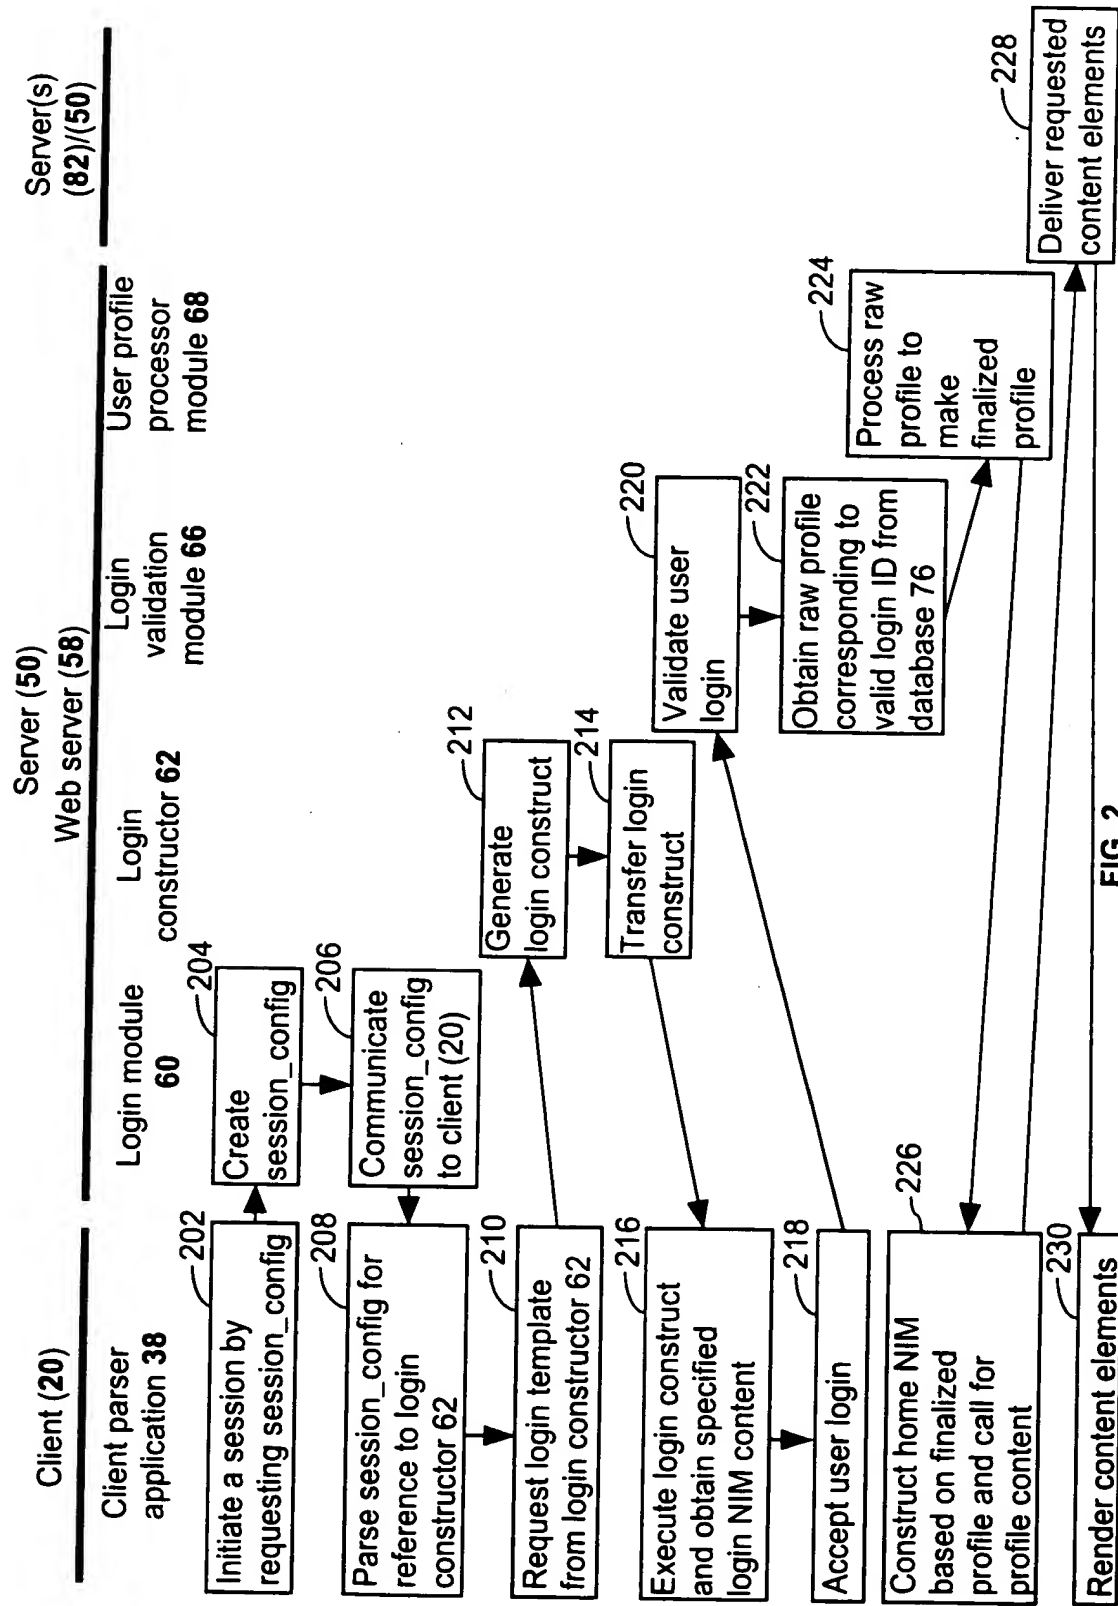 Client (20)
Server (50)
Web server (58)
Server(s)
(82)/(50)
Client parser
application 38
Login module
60
Login
constructor 62
Login
validation
module 66
User profile
processor
module 68
202
Initiate a session by
requesting session_config
204
Create
session_config
206
Communicate
session_config
to client (20)
208
Parse session_config for
reference to login
constructor 62
210
Request login template
from login constructor 62
212
Generate
login construct
214
Transfer login
construct
216
Execute login construct
and obtain specified
login NIM content
218
Accept user login
220
Validate user
login
222
Obtain raw profile
corresponding to
valid login ID from
database 76
224
Process raw
profile to
make
finalized
profile
226
Construct home NIM
based on finalized
profile and call for
profile content
228
Deliver requested
content elements
230
Render content elements
FIG. 2